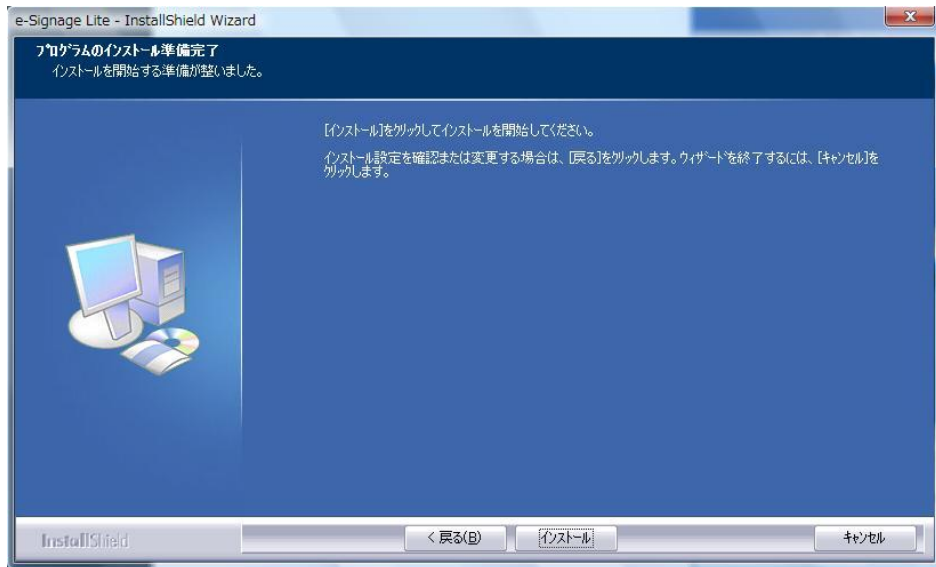 e-Signage Lite - InstallShield Wizard
プログラムのインストール準備完了
インストールを開始する準備が整いました。
[インストール]をクリックしてインストールを開始してください。
インストール設定を確認または変更する場合は、[戻る]をクリックします。ウィザードを終了するには、[キャンセル]を
クリックします。
InstallShield
< 戻る(B)
インストール
キャンセル